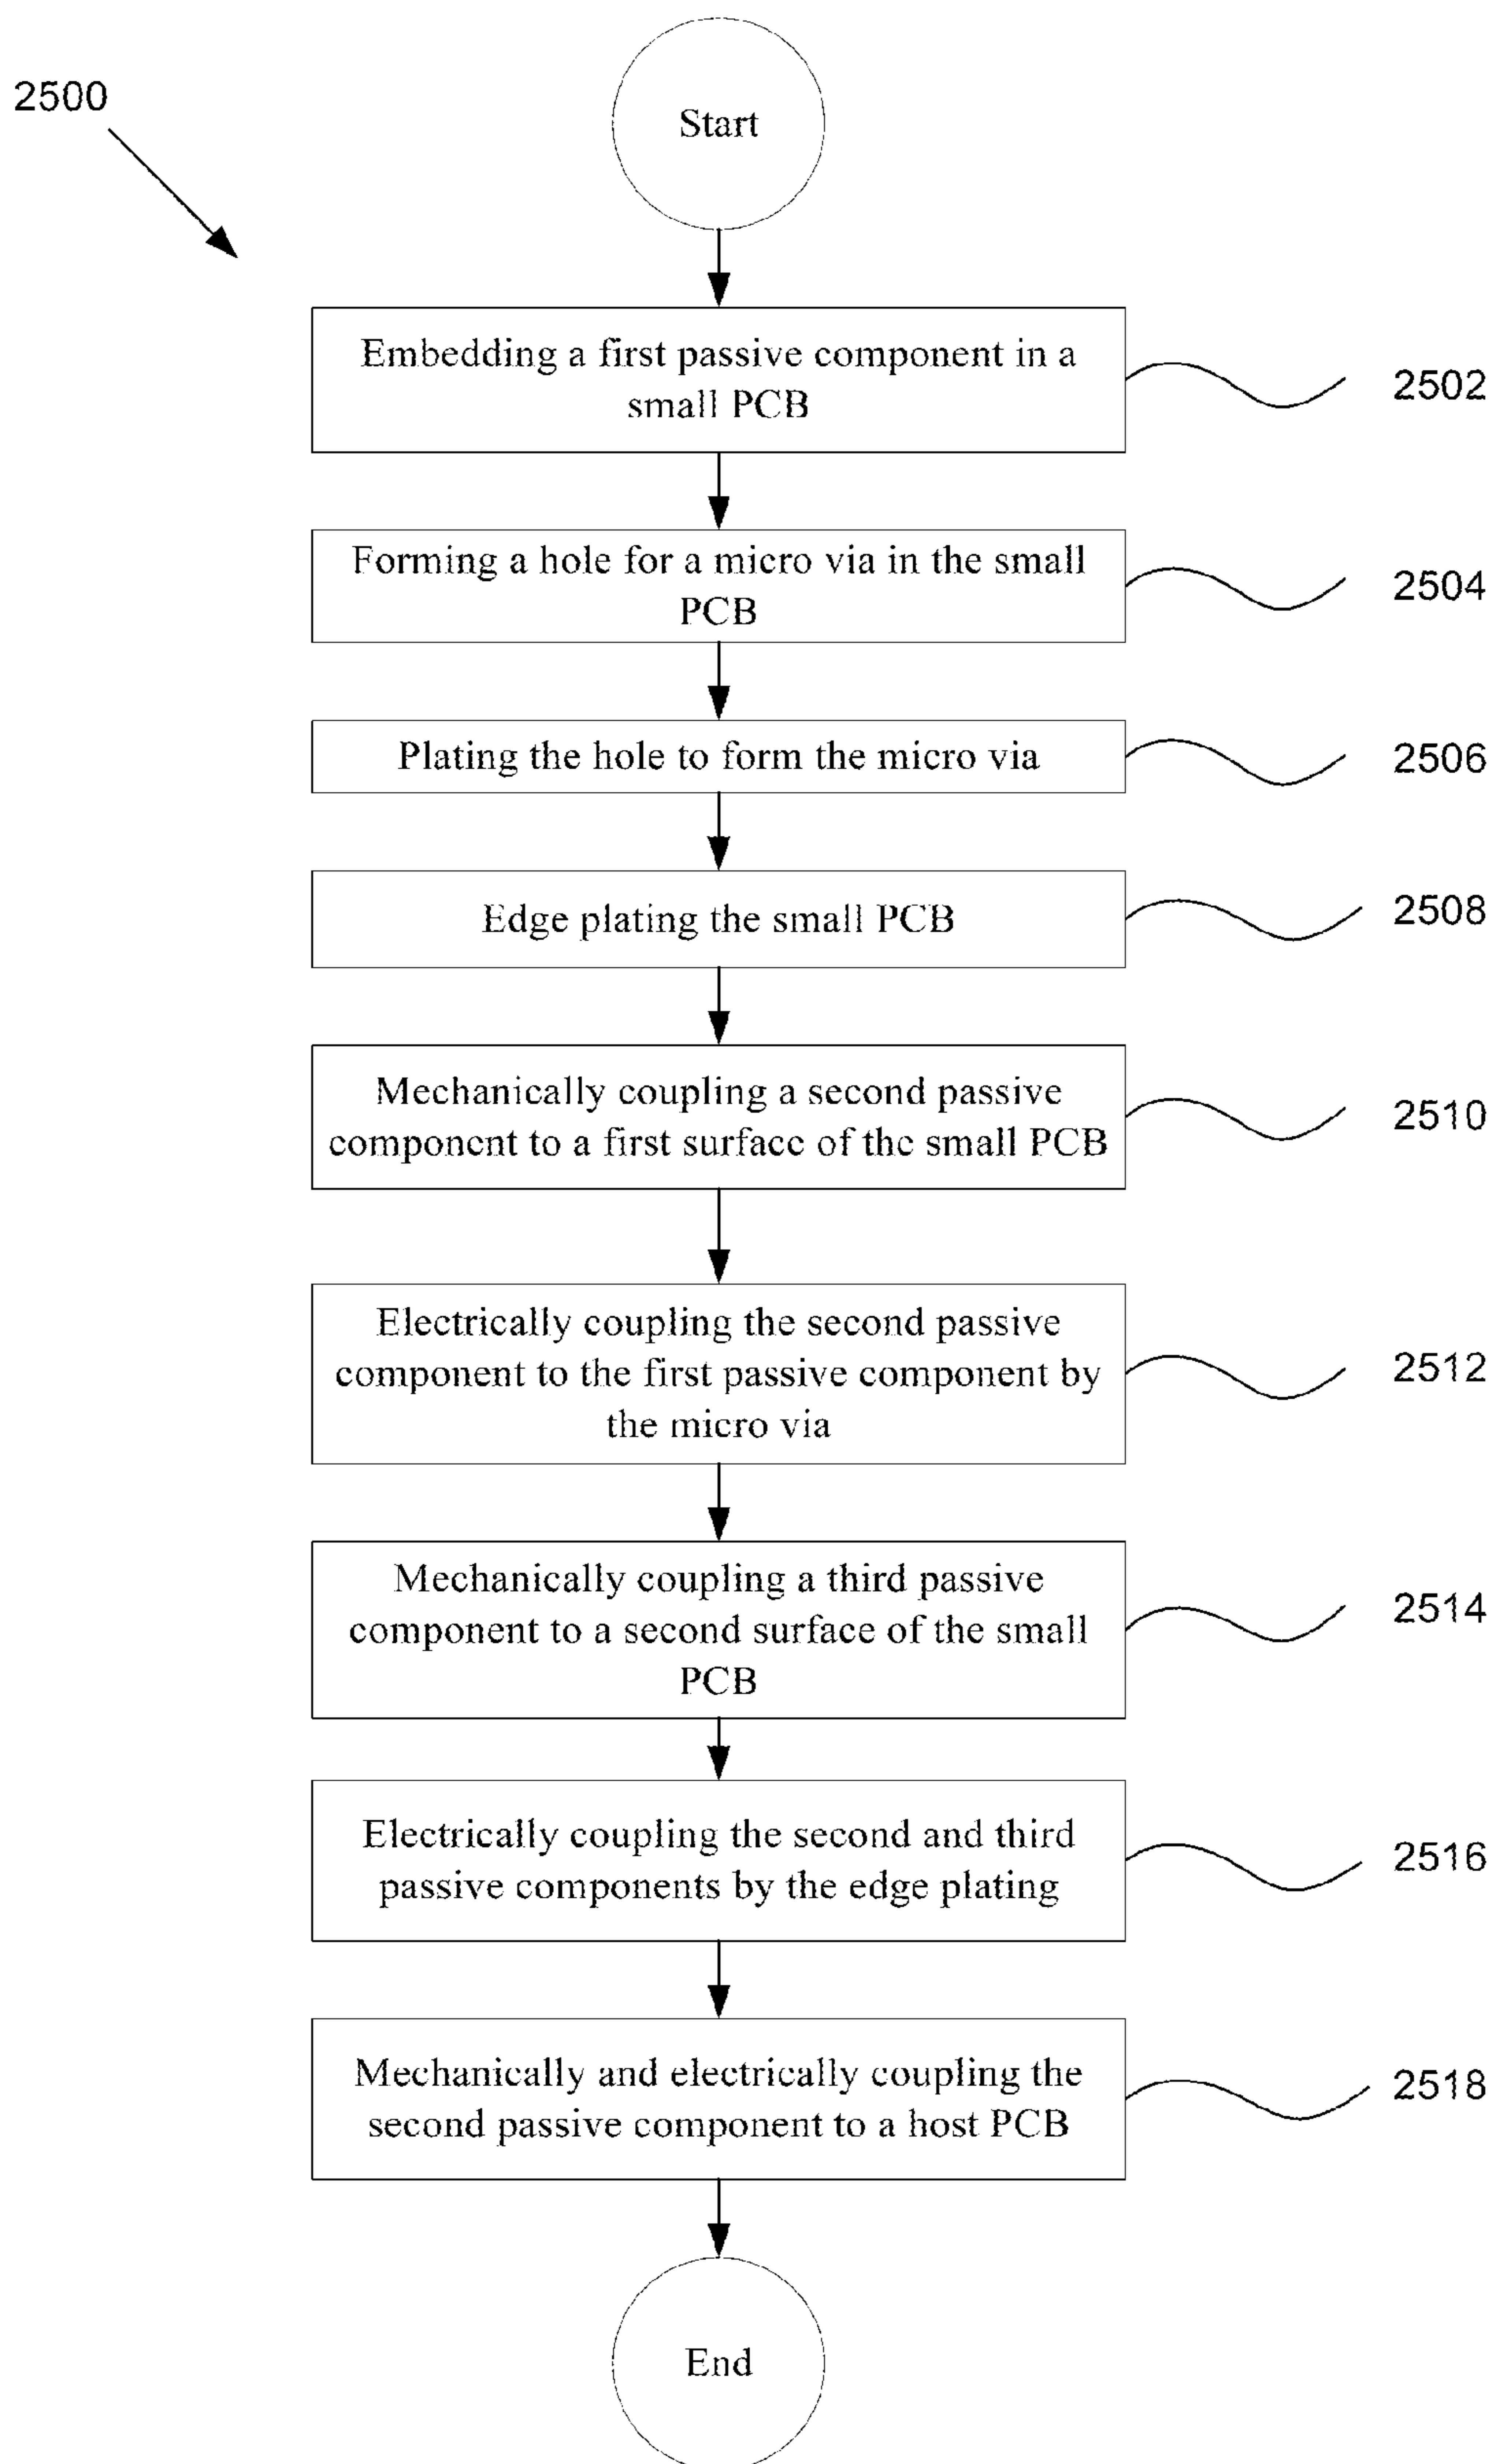 2500
Start
Embedding a first passive component in a
small PCB
2502
Forming a hole for a micro via in the small
PCB
2504
Plating the hole to form the micro via
2506
Edge plating the small PCB
2508
Mechanically coupling a second passive
component to a first surface of the small PCB
2510
Electrically coupling the second passive
component to the first passive component by
the micro via
2512
Mechanically coupling a third passive
component to a second surface of the small
PCB
2514
Electrically coupling the second and third
passive components by the edge plating
2516
Mechanically and electrically coupling the
second passive component to a host PCB
2518
End